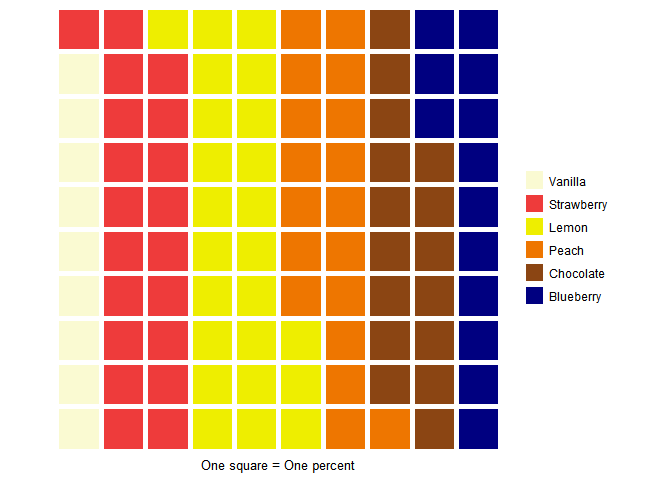 Vanilla
Strawberry
Lemon
Peach
Chocolate
Blueberry
One square = One percent